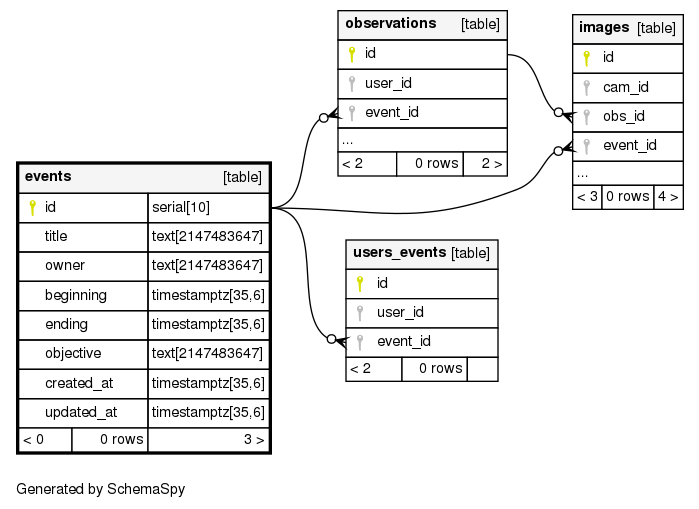 observations [table]
id
user_id
event_id
...
< 2 0 rows 2 >
images [table]
id
cam_id
obs_id
event_id
...
< 3 0 rows 4 >
events [table]
id serial[10]
title text[2147483647]
owner text[2147483647]
beginning timestamptz[35,6]
ending timestamptz[35,6]
objective text[2147483647]
created_at timestamptz[35,6]
updated_at timestamptz[35,6]
< 0 0 rows 3 >
users_events [table]
id
user_id
event_id
< 2 0 rows
Generated by SchemaSpy